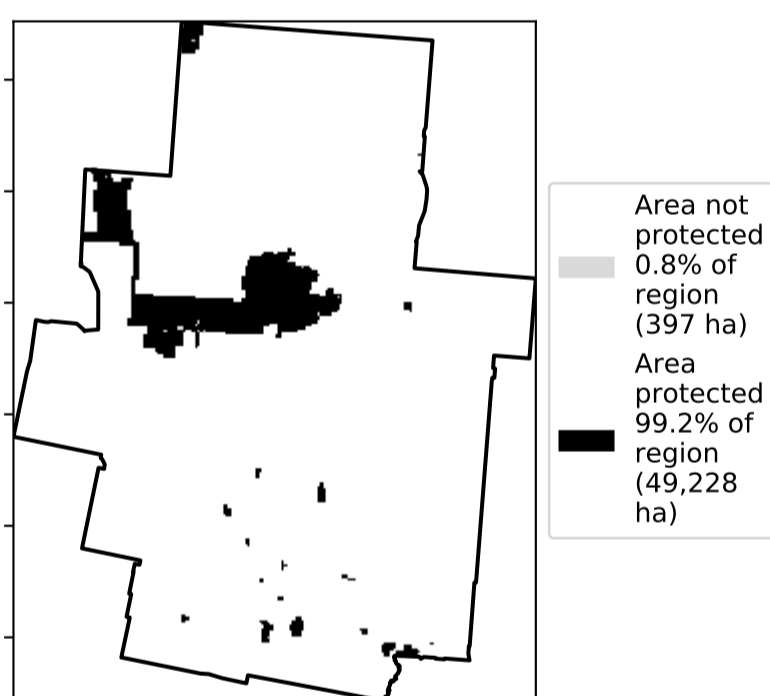 Area not
protected
0.8% of
region
(397 ha)
Area
protected
99.2% of
region
(49,228
ha)